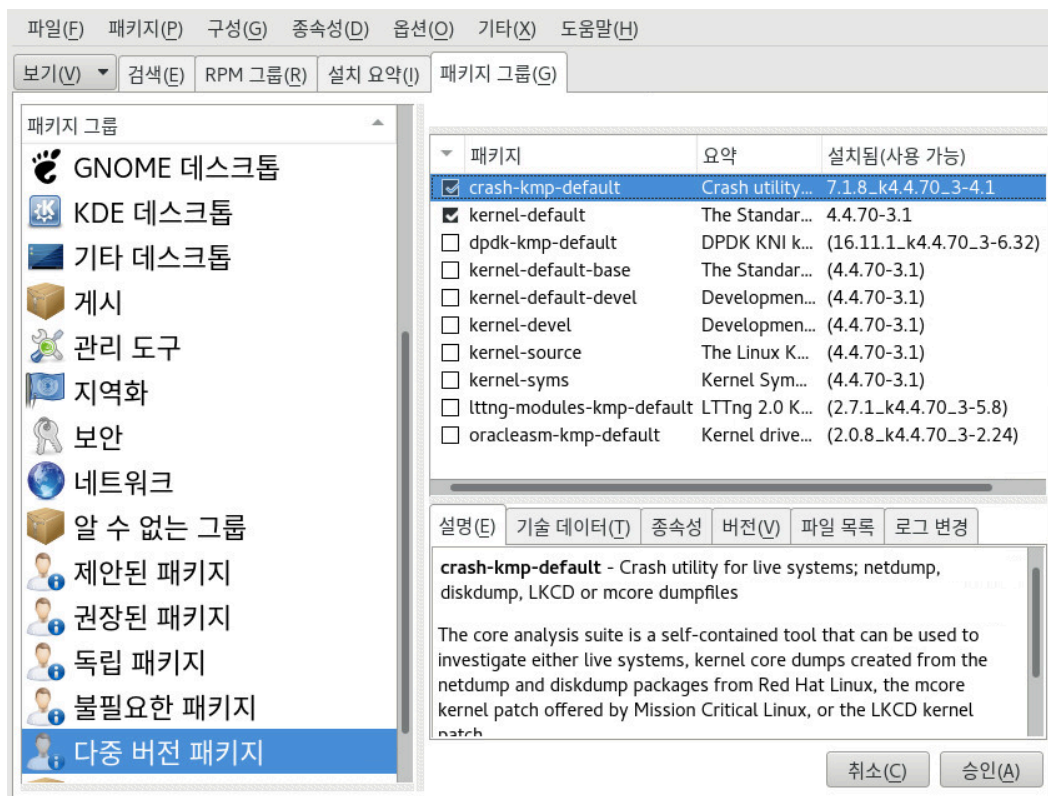 파일(F) 패키지(P) 구성(G) 종속성(D) 옵션(O) 기타(X) 도움말(H)
보기(V) 검색(E) RPM 그룹(R) 설치 요약(I) 패키지 그룹(G)
패키지 그룹
GNOME 데스크톱
KDE 데스크톱
기타 데스크톱
게시
관리 도구
지역화
보안
네트워크
알 수 없는 그룹
제안된 패키지
권장된 패키지
독립 패키지
불필요한 패키지
다중 버전 패키지
패키지 요약 설치됨(사용 가능)
crash-kmp-default Crash utility... 7.1.8_k4.4.70_3-4.1
kernel-default The Standar... 4.4.70-3.1
dpdk-kmp-default DPDK KNI k... (16.11.1_k4.4.70_3-6.32)
kernel-default-base The Standar... (4.4.70-3.1)
kernel-default-devel Developmen... (4.4.70-3.1)
kernel-devel Developmen... (4.4.70-3.1)
kernel-source The Linux K... (4.4.70-3.1)
kernel-syms Kernel Sym... (4.4.70-3.1)
lttng-modules-kmp-default LTTng 2.0 K... (2.7.1_k4.4.70_3-5.8)
oracleasm-kmp-default Kernel drive... (2.0.8_k4.4.70_3-2.24)
설명(E) 기술 데이터(T) 종속성 버전(V) 파일 목록 로그 변경
crash-kmp-default - Crash utility for live systems; netdump,
diskdump, LKCD or mcore dumpfiles
The core analysis suite is a self-contained tool that can be used to
investigate either live systems, kernel core dumps created from the
netdump and diskdump packages from Red Hat Linux, the mcore
kernel patch offered by Mission Critical Linux, or the LKCD kernel
patch
취소(C) 승인(A)